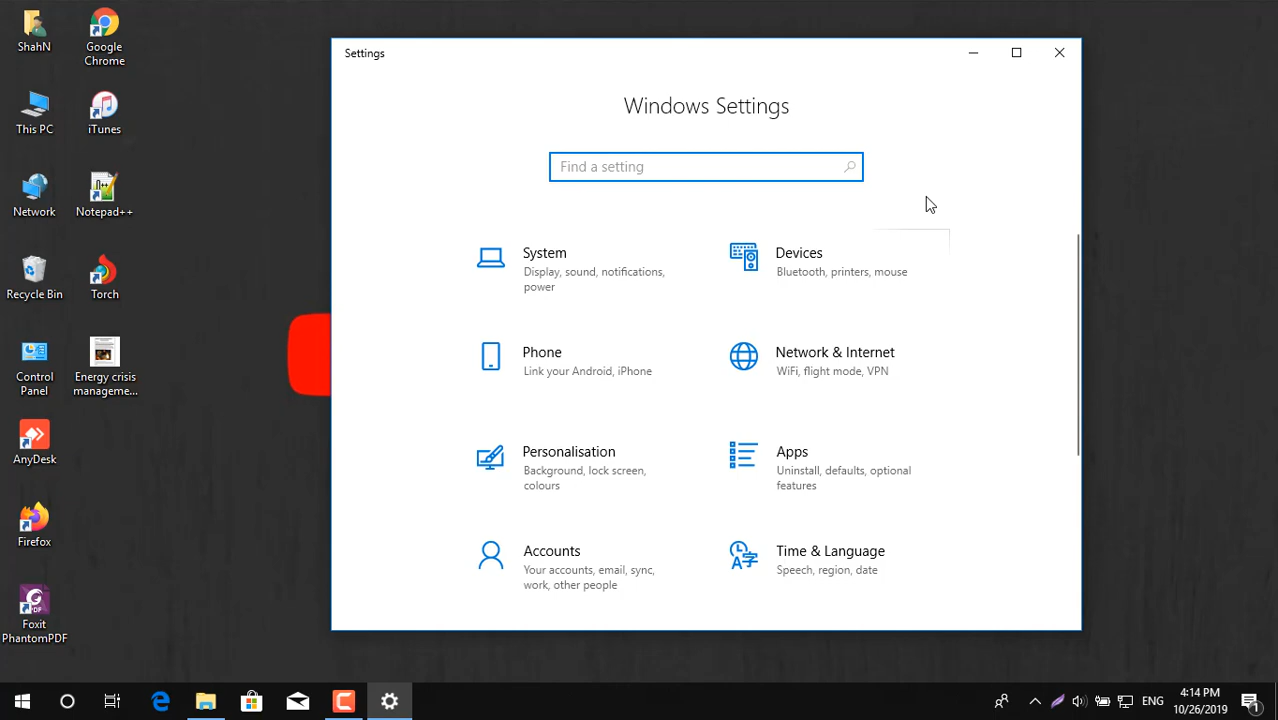 ShahN
Google
Chrome
This PC
iTunes
Network
Notepad++
Recycle Bin
Torch
Control
Panel
Energy crisis
manageme...
AnyDesk
Firefox
Foxit
PhantomPDF
PDF
Settings
Windows Settings
Find a setting
System
Display, sound, notifications,
power
Devices
Bluetooth, printers, mouse
Phone
Link your Android, iPhone
Network & Internet
WiFi, flight mode, VPN
Personalisation
Background, lock screen,
colours
Apps
Uninstall, defaults, optional
features
Accounts
Your accounts, email, sync,
work, other people
Time & Language
Speech, region, date
ENG
4:14 PM
10/26/2019
1